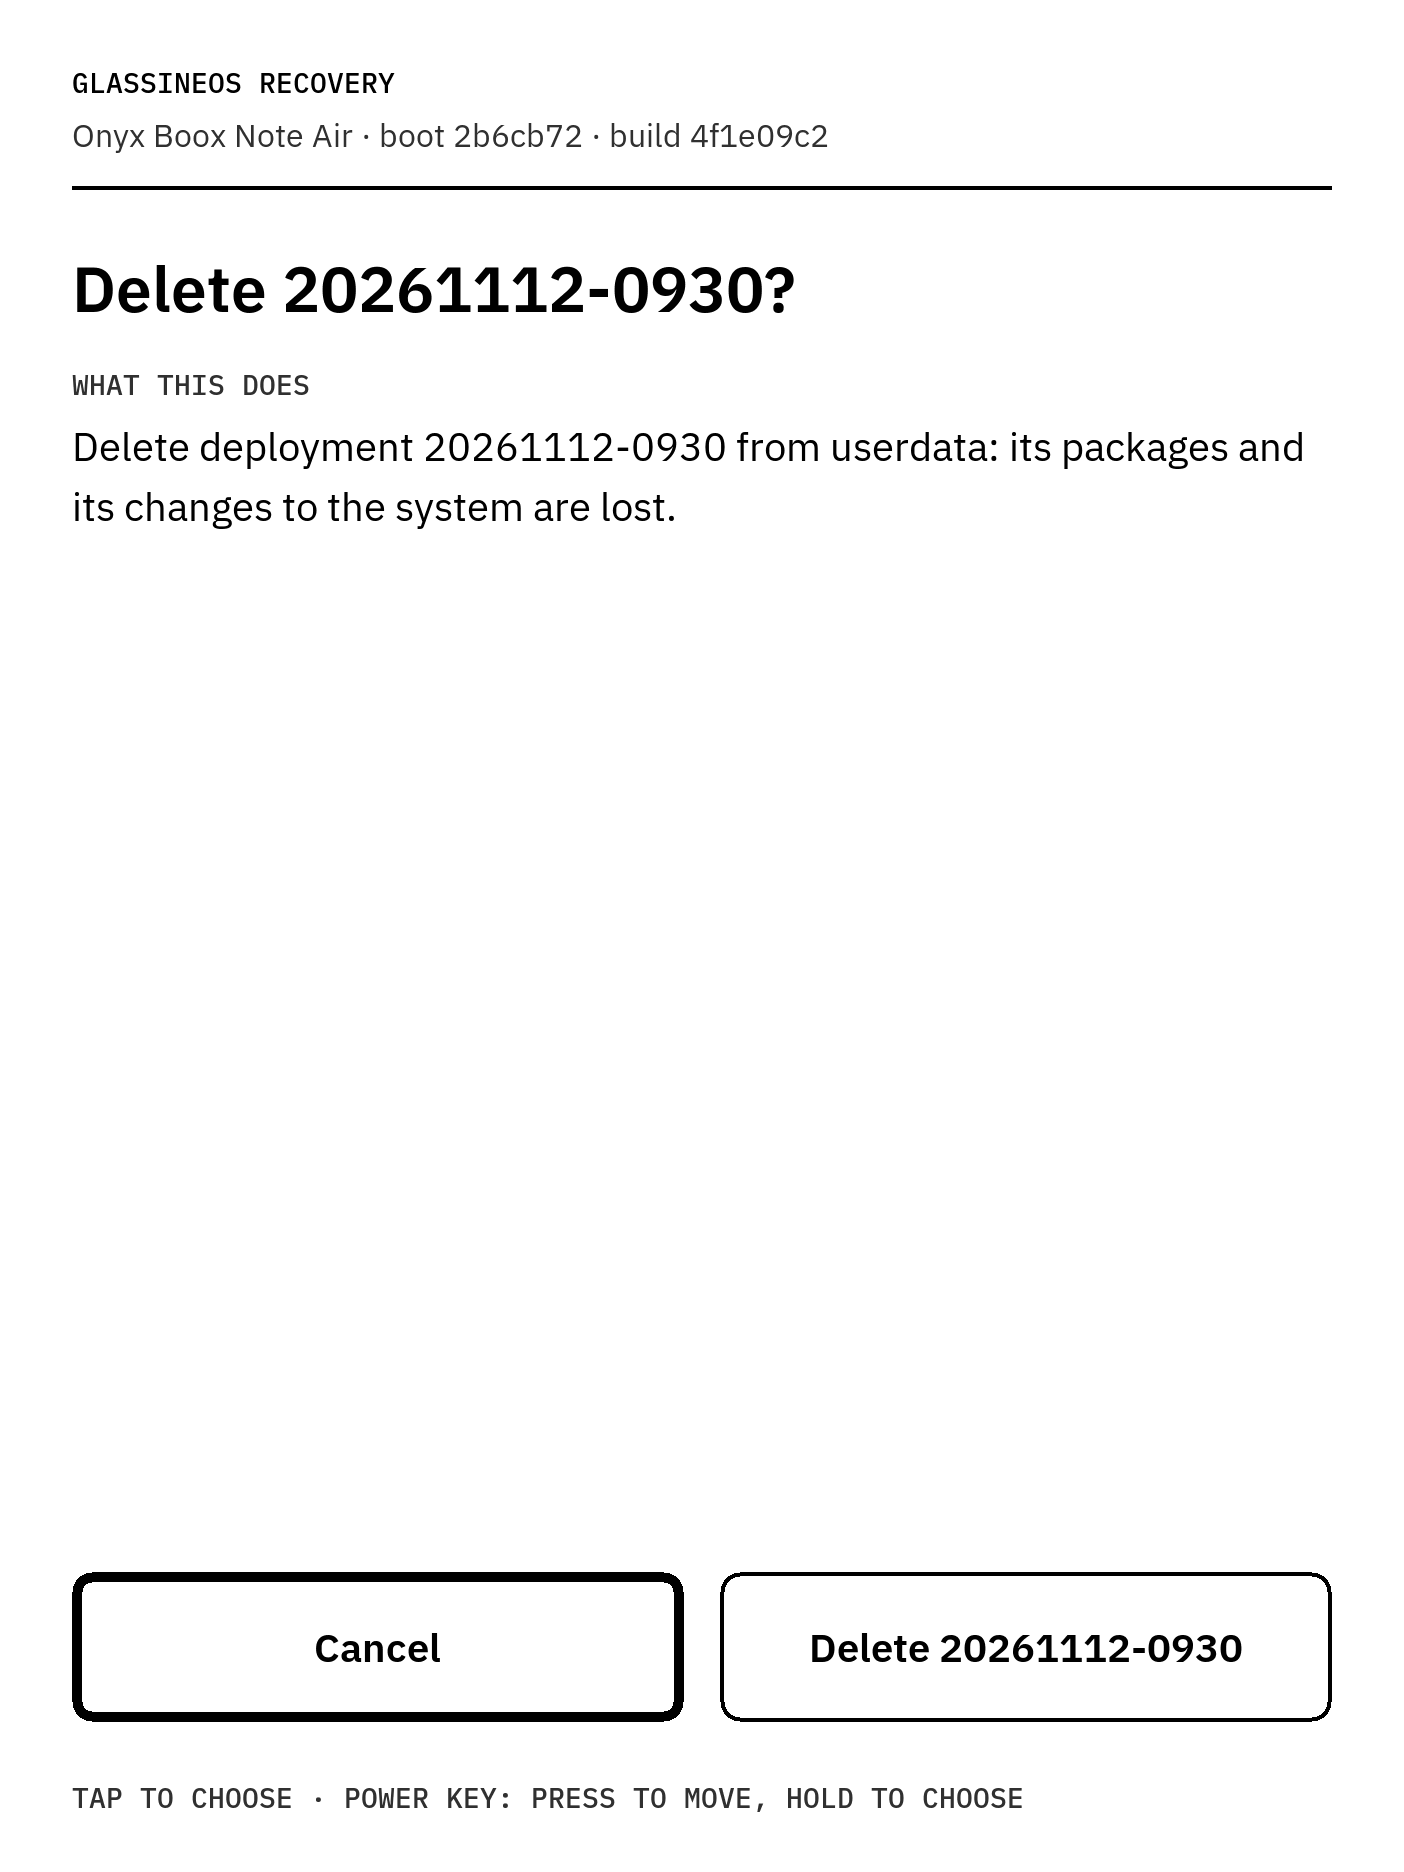 GLASSINEOS RECOVERY
Onyx Boox Note Air · boot 2b6cb72 · build 4f1e09c2
Delete 20261112-0930?
WHAT THIS DOES
Delete deployment 20261112-0930 from userdata: its packages and
its changes to the system are lost.
Cancel
Delete 20261112-0930
TAP TO CHOOSE · POWER KEY: PRESS TO MOVE, HOLD TO CHOOSE